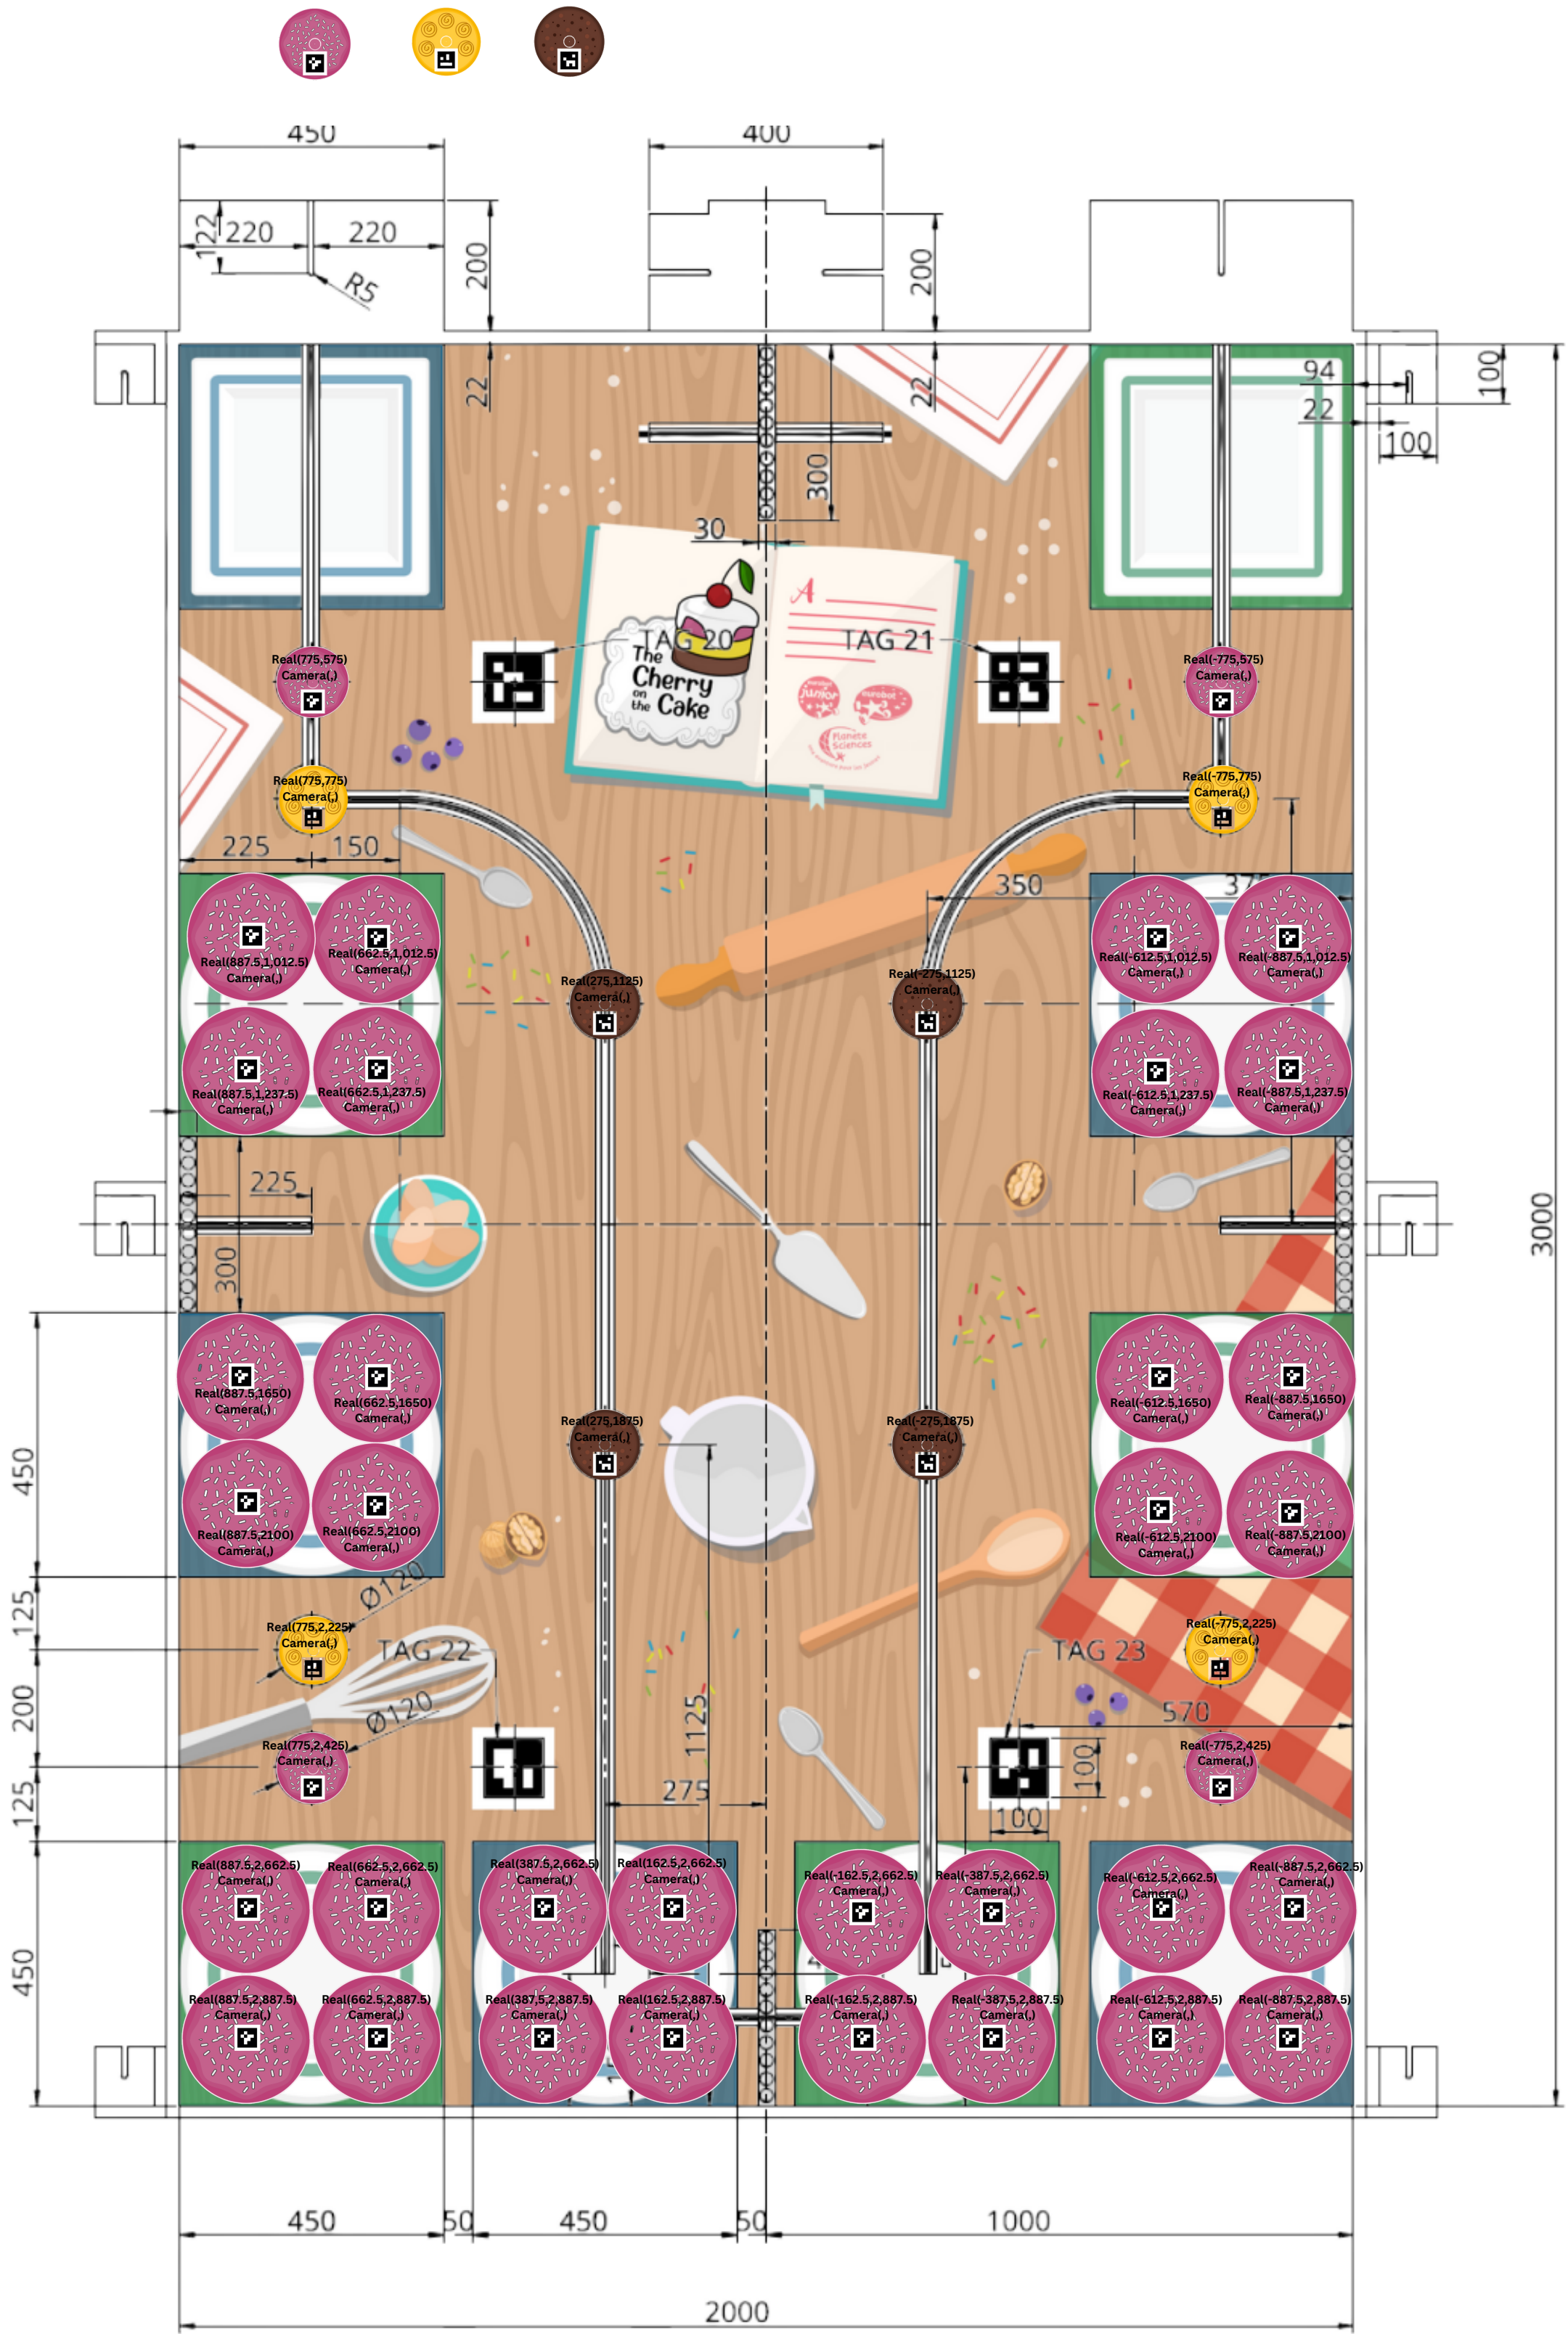 450
400
122
220
220
200
200
R5
22
22
94
22
100
100
300
30
TAG 20
TAG 21
The
Cherry
on
the
Cake
A
eurobot
junior
eurobot
Planète
Sciences
Real(775,575)
Camera(,)
Real(-775,575)
Camera(,)
Real(775,775)
Camera(,)
Real(-775,775)
Camera(,)
225
150
350
Real(887.5,1,012.5)
Camera(,)
Real(662.5,1,012.5)
Camera(,)
Real(-612.5,1,012.5)
Camera(,)
Real(-887.5,1,012.5)
Camera(,)
Real(275,1125)
Camera(,)
Real(-275,1125)
Camera(,)
Real(887.5,1,237.5)
Camera(,)
Real(662.5,1,237.5)
Camera(,)
Real(-612.5,1,237.5)
Camera(,)
Real(-887.5,1,237.5)
Camera(,)
225
300
3000
Real(887.5,1650)
Camera(,)
Real(662.5,1650)
Camera(,)
Real(-612.5,1650)
Camera(,)
Real(-887.5,1650)
Camera(,)
Real(275,1875)
Camera(,)
Real(-275,1875)
Camera(,)
450
Real(887.5,2100)
Camera(,)
Real(662.5,2100)
Camera(,)
Real(-612.5,2100)
Camera(,)
Real(-887.5,2100)
Camera(,)
125
Ø120
Real(775,2,225)
Camera(,)
TAG 22
TAG 23
Real(-775,2,225)
Camera(,)
200
Ø120
1125
570
Real(775,2,425)
Camera(,)
Real(-775,2,425)
Camera(,)
125
275
100
100
Real(887.5,2,662.5)
Camera(,)
Real(662.5,2,662.5)
Camera(,)
Real(387.5,2,662.5)
Camera(,)
Real(162.5,2,662.5)
Camera(,)
Real(-162.5,2,662.5)
Camera(,)
Real(-387.5,2,662.5)
Camera(,)
Real(-612.5,2,662.5)
Camera(,)
Real(-887.5,2,662.5)
Camera(,)
450
Real(887.5,2,887.5)
Camera(,)
Real(662.5,2,887.5)
Camera(,)
Real(387.5,2,887.5)
Camera(,)
Real(162.5,2,887.5)
Camera(,)
Real(-162.5,2,887.5)
Camera(,)
Real(-387.5,2,887.5)
Camera(,)
Real(-612.5,2,887.5)
Camera(,)
Real(-887.5,2,887.5)
Camera(,)
450
50
450
50
1000
2000